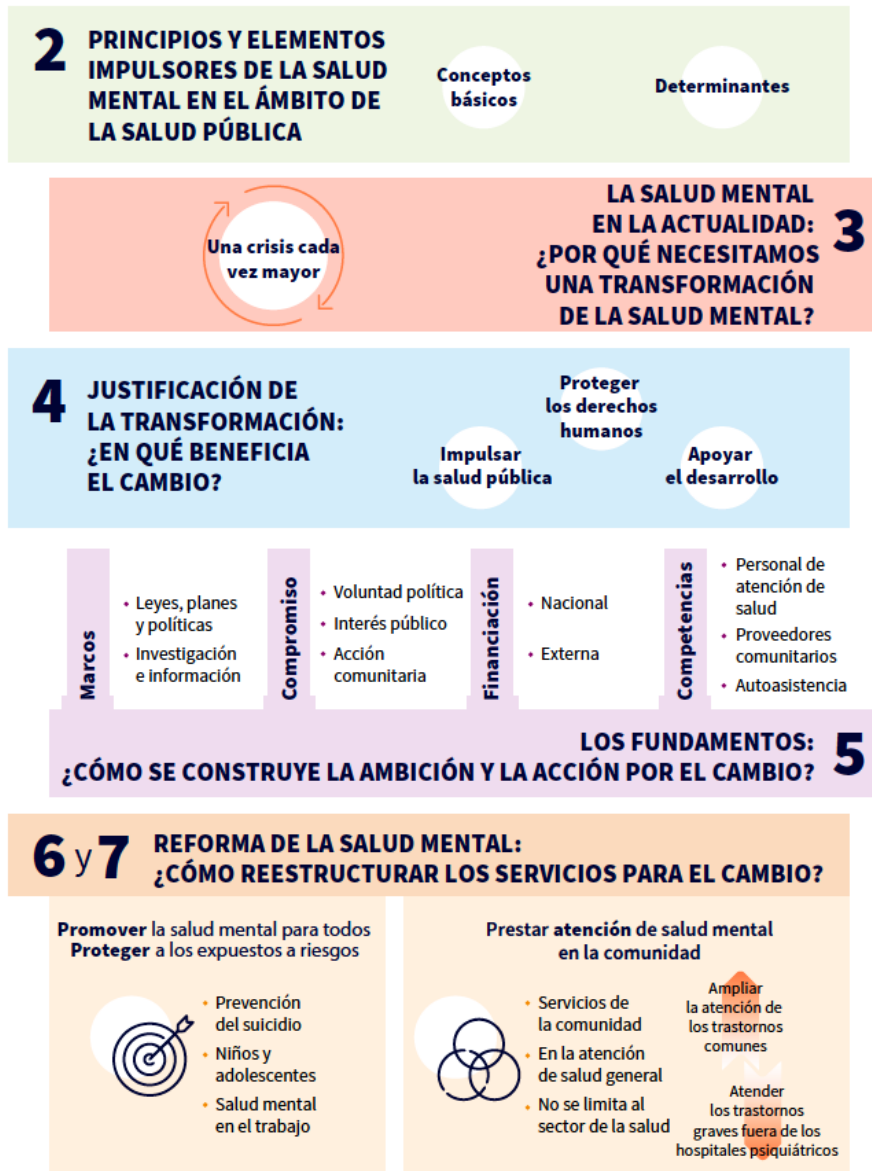 2
PRINCIPIOS Y ELEMENTOS
IMPULSORES DE LA SALUD
MENTAL EN EL ÁMBITO DE
LA SALUD PÚBLICA
Conceptos
básicos
Determinantes
LA SALUD MENTAL
EN LA ACTUALIDAD:
¿POR QUÉ NECESITAMOS
UNA TRANSFORMACIÓN
DE LA SALUD MENTAL?
3
Una crisis cada
vez mayor
4
JUSTIFICACIÓN DE
LA TRANSFORMACIÓN:
¿EN QUÉ BENEFICIA
EL CAMBIO?
Impulsar
la salud pública
Proteger
los derechos
humanos
Apoyar
el desarrollo
Marcos
• Leyes, planes
y políticas
• Investigación
e información
Compromiso
• Voluntad política
• Interés público
• Acción
comunitaria
Financiación
• Nacional
• Externa
Competencias
• Personal de
atención de
salud
• Proveedores
comunitarios
• Autoasistencia
LOS FUNDAMENTOS:
¿CÓMO SE CONSTRUYE LA AMBICIÓN Y LA ACCIÓN POR EL CAMBIO?
5
6 y 7
REFORMA DE LA SALUD MENTAL:
¿CÓMO REESTRUCTURAR LOS SERVICIOS PARA EL CAMBIO?
Promover la salud mental para todos
Proteger a los expuestos a riesgos
• Prevención
del suicidio
• Niños y
adolescentes
• Salud mental
en el trabajo
Prestar atención de salud mental
en la comunidad
• Servicios de
la comunidad
• En la atención
de salud general
• No se limita al
sector de la salud
Ampliar
la atención de
los trastornos
comunes
Atender
los trastornos
graves fuera de los
hospitales psiquiátricos